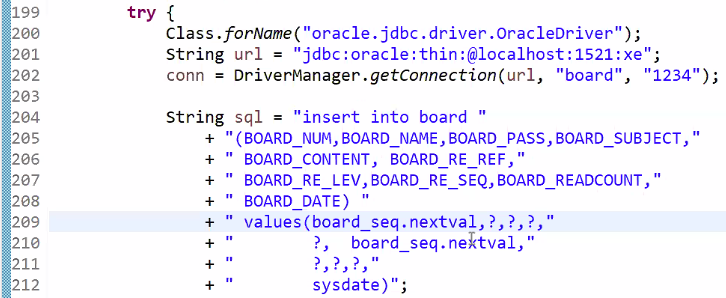 199 try {
200 Class.forName("oracle.jdbc.driver.OracleDriver");
201 String url = "jdbc:oracle:thin:@localhost:1521:xe";
202 conn = DriverManager.getConnection(url, "board", "1234");
203
204 String sql = "insert into board "
205 + "(BOARD_NUM,BOARD_NAME,BOARD_PASS,BOARD_SUBJECT,"
206 + " BOARD_CONTENT, BOARD_RE_REF,"
207 + " BOARD_RE_LEV,BOARD_RE_SEQ,BOARD_READCOUNT,"
208 + " BOARD_DATE) "
209 + " values(board_seq.nextval,?,?,?,"
210 + "        ?,  board_seq.nextval,"
211 + "        ?,?,?,"
212 + "        sysdate)";